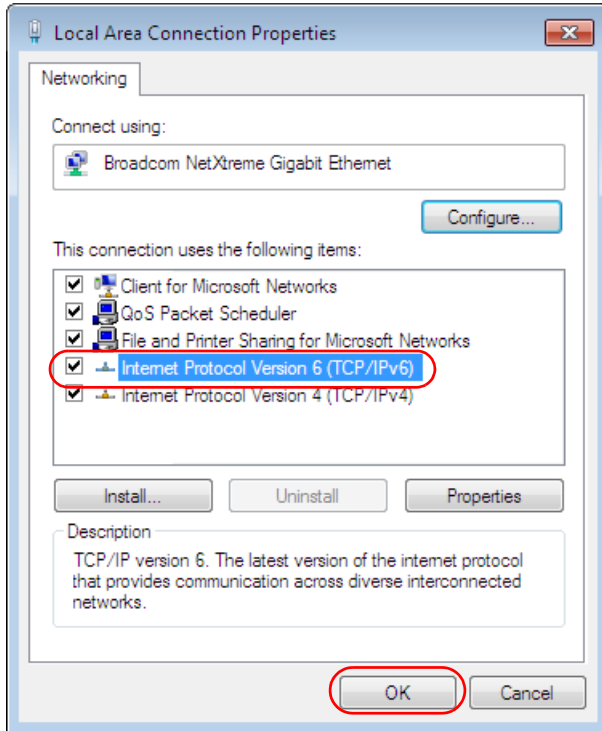 Local Area Connection Properties
Networking
Connect using:
Broadcom NetXtreme Gigabit Ethernet
Configure...
This connection uses the following items:
Client for Microsoft Networks
QoS Packet Scheduler
File and Printer Sharing for Microsoft Networks
Internet Protocol Version 6 (TCP/IPv6)
Internet Protocol Version 4 (TCP/IPv4)
Install...
Uninstall
Properties
Description
TCP/IP version 6. The latest version of the internet protocol
that provides communication across diverse interconnected
networks.
OK
Cancel